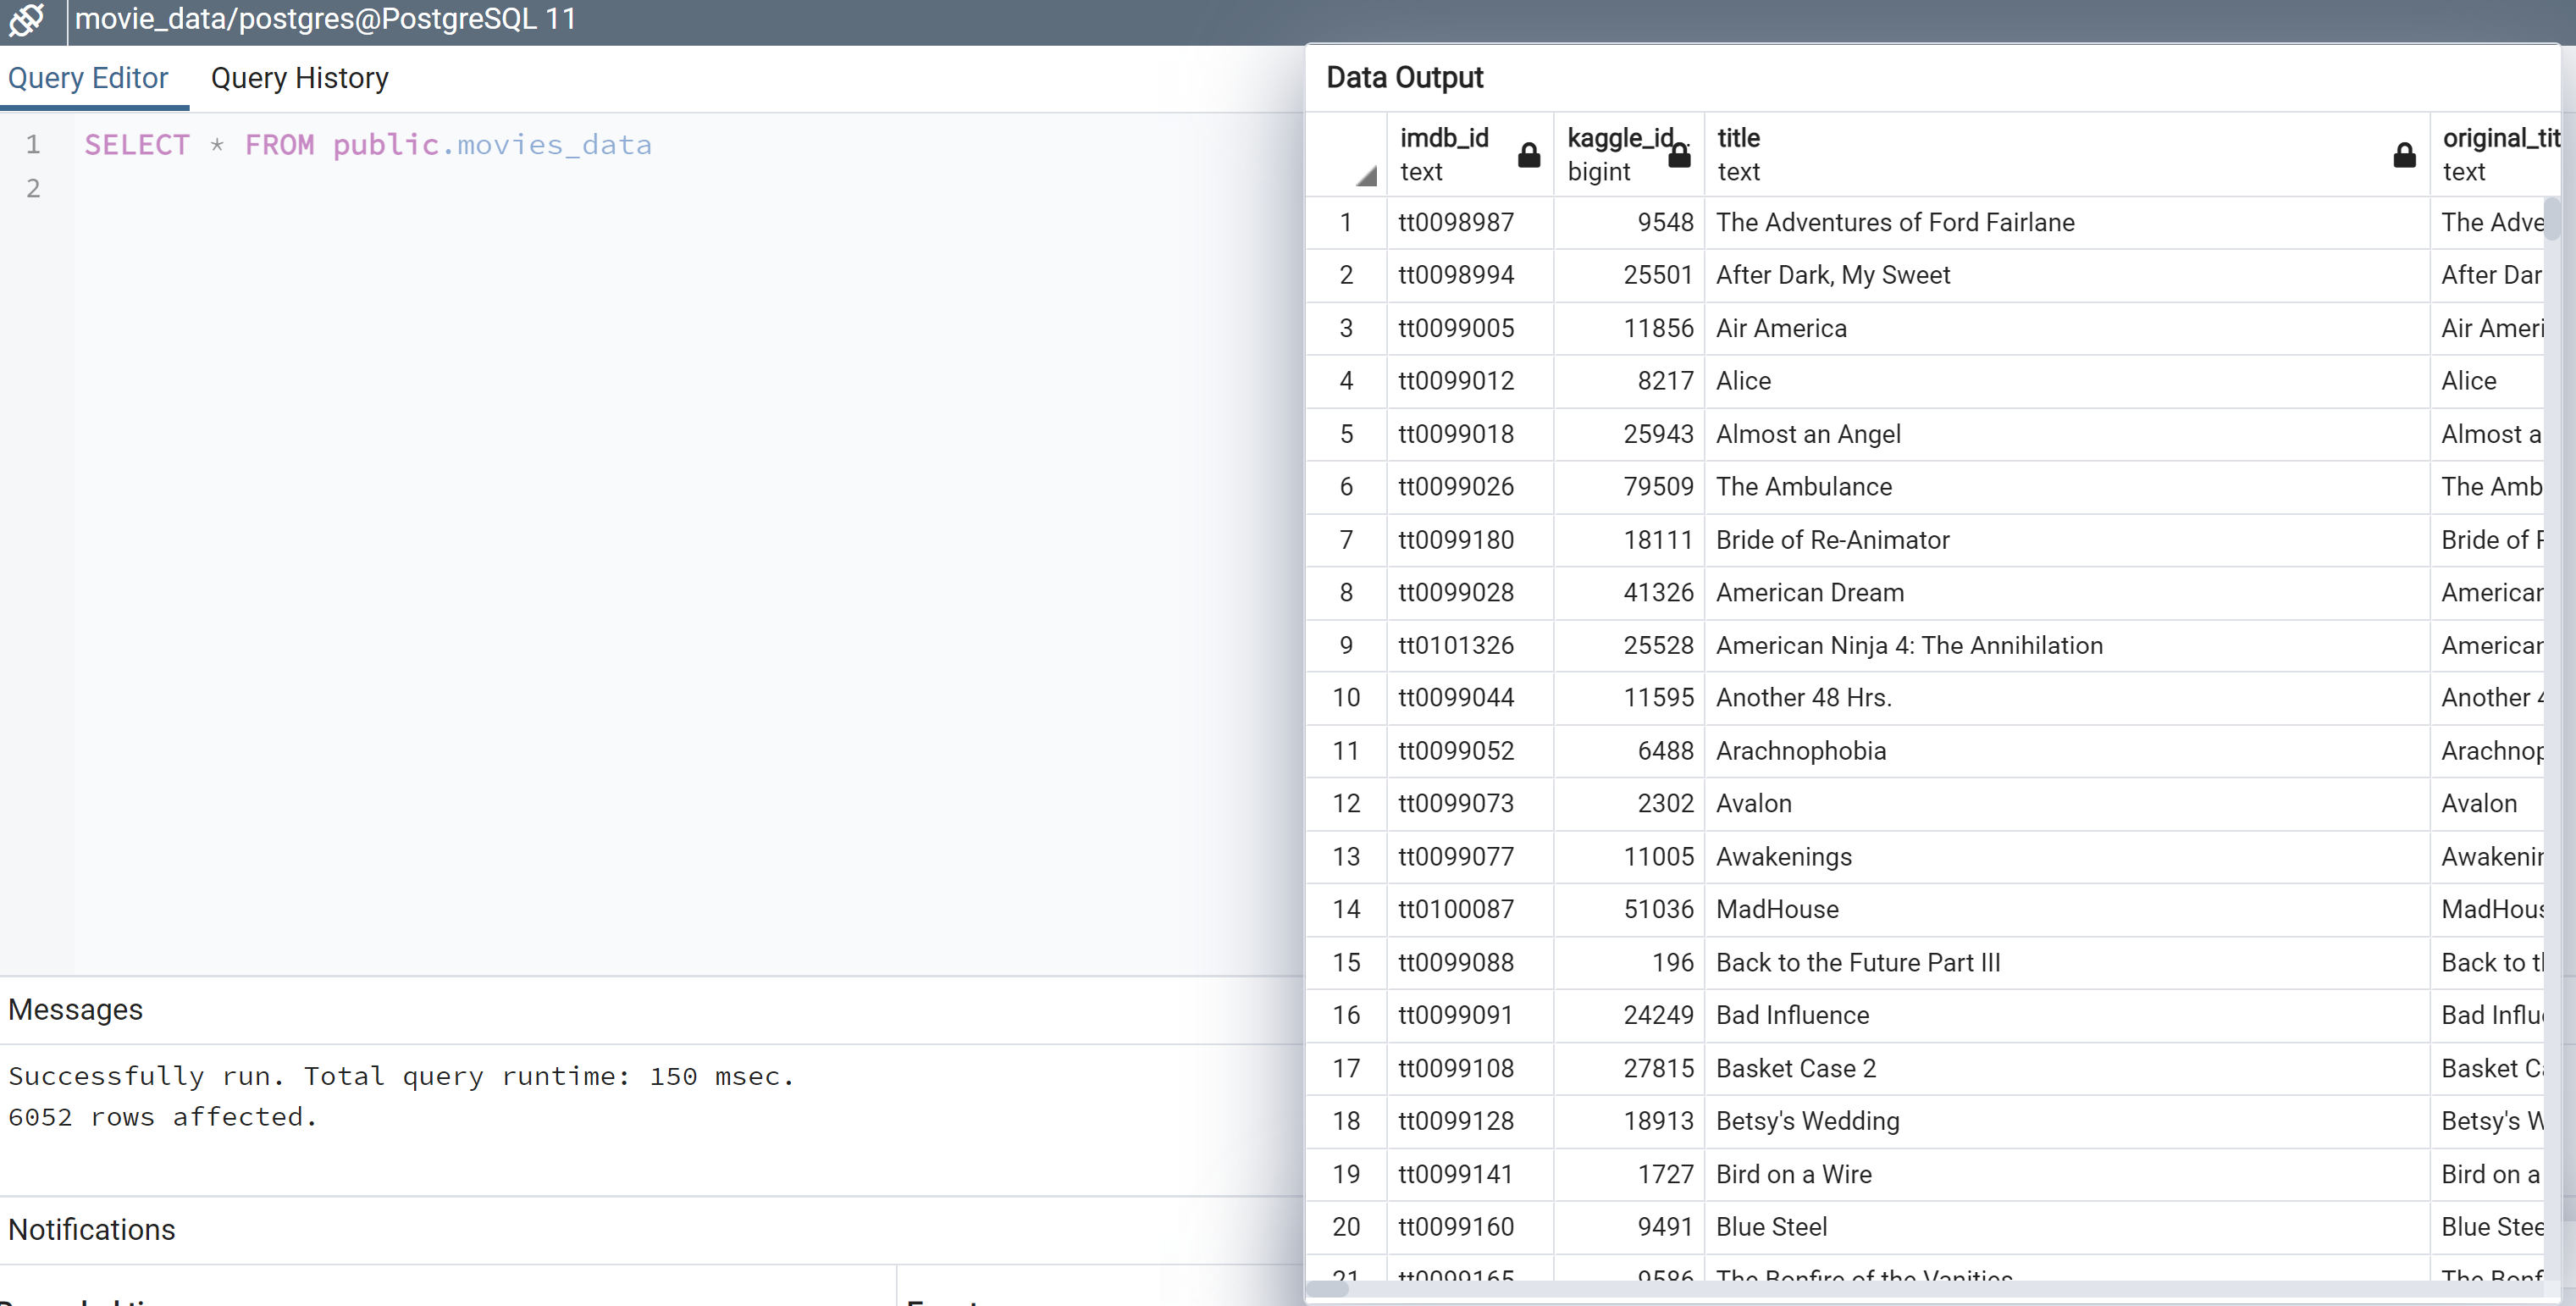 movie_data/postgres@PostgreSQL 11
Query Editor Query History
1 SELECT * FROM public.movies_data
2
Messages
Successfully run. Total query runtime: 150 msec.
6052 rows affected.
Notifications
Data Output
imdb_id kaggle_id title original_tit
text bigint text text
1 tt0098987 9548 The Adventures of Ford Fairlane The Adve
2 tt0098994 25501 After Dark, My Sweet After Dar
3 tt0099005 11856 Air America Air Ameri
4 tt0099012 8217 Alice Alice
5 tt0099018 25943 Almost an Angel Almost a
6 tt0099026 79509 The Ambulance The Amb
7 tt0099180 18111 Bride of Re-Animator Bride of
8 tt0099028 41326 American Dream American
9 tt0101326 25528 American Ninja 4: The Annihilation American
10 tt0099044 11595 Another 48 Hrs. Another 4
11 tt0099052 6488 Arachnophobia Arachnop
12 tt0099073 2302 Avalon Avalon
13 tt0099077 11005 Awakenings Awakenin
14 tt0100087 51036 MadHouse MadHous
15 tt0099088 196 Back to the Future Part III Back to t
16 tt0099091 24249 Bad Influence Bad Influ
17 tt0099108 27815 Basket Case 2 Basket C
18 tt0099128 18913 Betsy's Wedding Betsy's W
19 tt0099141 1727 Bird on a Wire Bird on a
20 tt0099160 9491 Blue Steel Blue Stee
21 tt0099165 9586 The Bonfire of the Vanities The Bonf